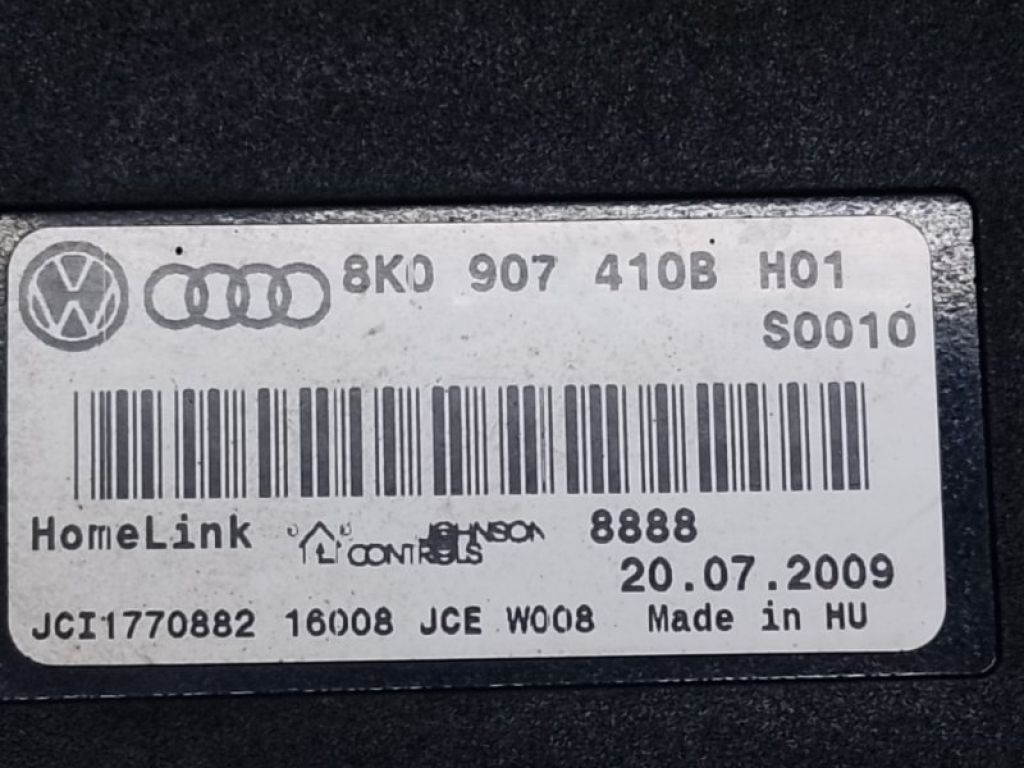 8K0 907 410B H01
S0010
HomeLink JOHNSON CONTROLS 8888
20.07.2009
JCI1770882 16008 JCE W008 Made in HU